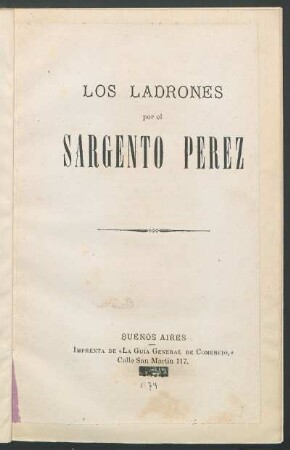 LOS LADRONES
por el
SARGENTO PEREZ
BUENOS AIRES
IMPRENTA DE «LA GUIA GENERAL DE COMERCIO,»
Calle San Martin 117.
1874